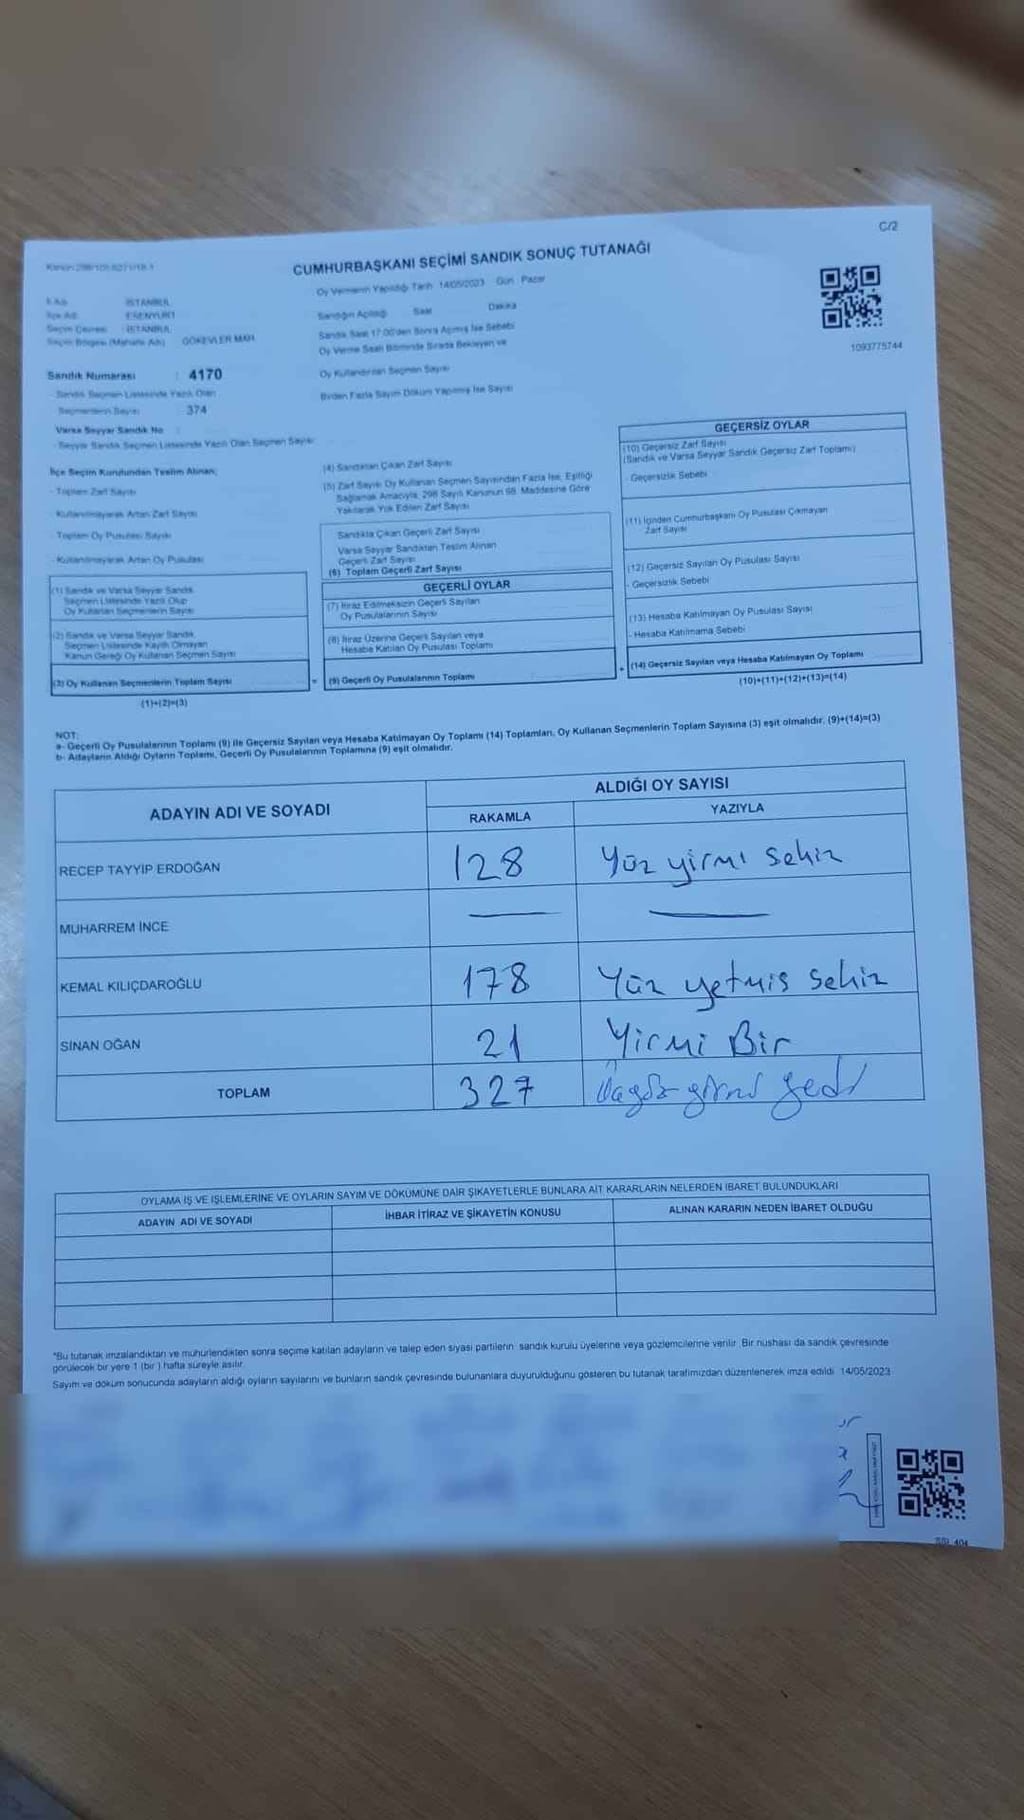 C/2
CUMHURBAŞKANI SEÇİMİ SANDIK SONUÇ TUTANAĞI
Oy Vermenin Yapıldığı Tarih 14/05/2023 Gün Pazar
İSTANBUL
ESENYURT
İSTANBUL
Seçim Bölgesi (Mahalle Adı) GÖKEVLER MAH.
Sandığın Açıldığı Saat Dakika
Sandık Saat 17:00'den Sonra Açılmış İse Sebebi
Oy Verme Saati Bitiminde Sırada Bekleyen ve
Oy Kullandırılan Seçmen Sayısı
Birden Fazla Sayım Döküm Yapılmış İse Sayısı
1093775744
Sandık Numarası : 4170
Sandık Seçmen Listesinde Yazılı Olan
Seçmenlerin Sayısı : 374
Varsa Seyyar Sandık No :
- Seyyar Sandık Seçmen Listesinde Yazılı Olan Seçmen Sayısı
İlçe Seçim Kurulundan Teslim Alınan;
- Toplam Zarf Sayısı
- Kullanılmayarak Artan Zarf Sayısı
- Toplam Oy Pusulası Sayısı
- Kullanılmayarak Artan Oy Pusulası
(1) Sandık ve Varsa Seyyar Sandık
Seçmen Listesinde Yazılı Olup
Oy Kullanan Seçmenlerin Sayısı
(2) Sandık ve Varsa Seyyar Sandık
Seçmen Listesinde Kayıtlı Olmayan
Kanun Gereği Oy Kullanan Seçmen Sayısı
(3) Oy Kullanan Seçmenlerin Toplam Sayısı
(1)+(2)=(3)
(4) Sandıktan Çıkan Zarf Sayısı
(5) Zarf Sayısı Oy Kullanan Seçmen Sayısından Fazla İse, Eşitliği
Sağlamak Amacıyla, 298 Sayılı Kanunun 98. Maddesine Göre
Yakılarak Yok Edilen Zarf Sayısı
Sandıkta Çıkan Geçerli Zarf Sayısı
Varsa Seyyar Sandıktan Teslim Alınan
Geçerli Zarf Sayısı
(6) Toplam Geçerli Zarf Sayısı
GEÇERLİ OYLAR
(7) İtiraz Edilmeksizin Geçerli Sayılan
Oy Pusulalarının Sayısı
(8) İtiraz Üzerine Geçerli Sayılan veya
Hesaba Katılan Oy Pusulası Toplamı
= (9) Geçerli Oy Pusulalarının Toplamı
GEÇERSİZ OYLAR
(10) Geçersiz Zarf Sayısı
(Sandık ve Varsa Seyyar Sandık Geçersiz Zarf Toplamı)
- Geçersizlik Sebebi
(11) İçinden Cumhurbaşkanı Oy Pusulası Çıkmayan
Zarf Sayısı
(12) Geçersiz Sayılan Oy Pusulası Sayısı
- Geçersizlik Sebebi
(13) Hesaba Katılmayan Oy Pusulası Sayısı
- Hesaba Katılmama Sebebi
+ (14) Geçersiz Sayılan veya Hesaba Katılmayan Oy Toplamı
(10)+(11)+(12)+(13)=(14)
NOT:
a- Geçerli Oy Pusulalarının Toplamı (9) ile Geçersiz Sayılan veya Hesaba Katılmayan Oy Toplamı (14) Toplamları, Oy Kullanan Seçmenlerin Toplam Sayısına (3) eşit olmalıdır. (9)+(14)=(3)
b- Adayların Aldığı Oyların Toplamı, Geçerli Oy Pusulalarının Toplamına (9) eşit olmalıdır.
ADAYIN ADI VE SOYADI ALDIĞI OY SAYISI
RAKAMLA YAZIYLA
RECEP TAYYİP ERDOĞAN 128 Yüz yirmi sekiz
MUHARREM İNCE — —
KEMAL KILIÇDAROĞLU 178 Yüz yetmiş sekiz
SİNAN OĞAN 21 Yirmi Bir
TOPLAM 327 Üçyüz yirmi yedi
OYLAMA İŞ VE İŞLEMLERİNE VE OYLARIN SAYIM VE DÖKÜMÜNE DAİR ŞİKAYETLERLE BUNLARA AİT KARARLARIN NELERDEN İBARET BULUNDUKLARI
ADAYIN ADI VE SOYADI İHBAR İTİRAZ VE ŞİKAYETİN KONUSU ALINAN KARARIN NEDEN İBARET OLDUĞU
*Bu tutanak imzalandıktan ve mühürlendikten sonra seçime katılan adayların ve talep eden siyasi partilerin sandık kurulu üyelerine veya gözlemcilerine verilir. Bir nüshası da sandık çevresinde
görülecek bir yere 1 (bir) hafta süreyle asılır.
Sayım ve döküm sonucunda adayların aldığı oyların sayılarını ve bunların sandık çevresinde bulunanlara duyurulduğunu gösteren bu tutanak tarafımızdan düzenlenerek imza edildi. 14/05/2023